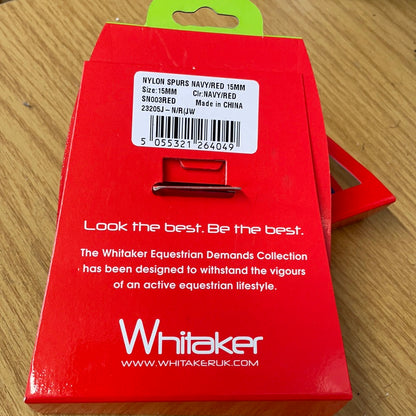 NYLON SPURS NAVY/RED 15MM
Size:15MM Clr:NAVY/RED
SN003RED Made in CHINA
23205J - N/R(JW
5 055321 264049
Look the best. Be the best.
The Whitaker Equestrian Demands Collection
has been designed to withstand the vigours
of an active equestrian lifestyle.
Whitaker
WWW.WHITAKERUK.COM